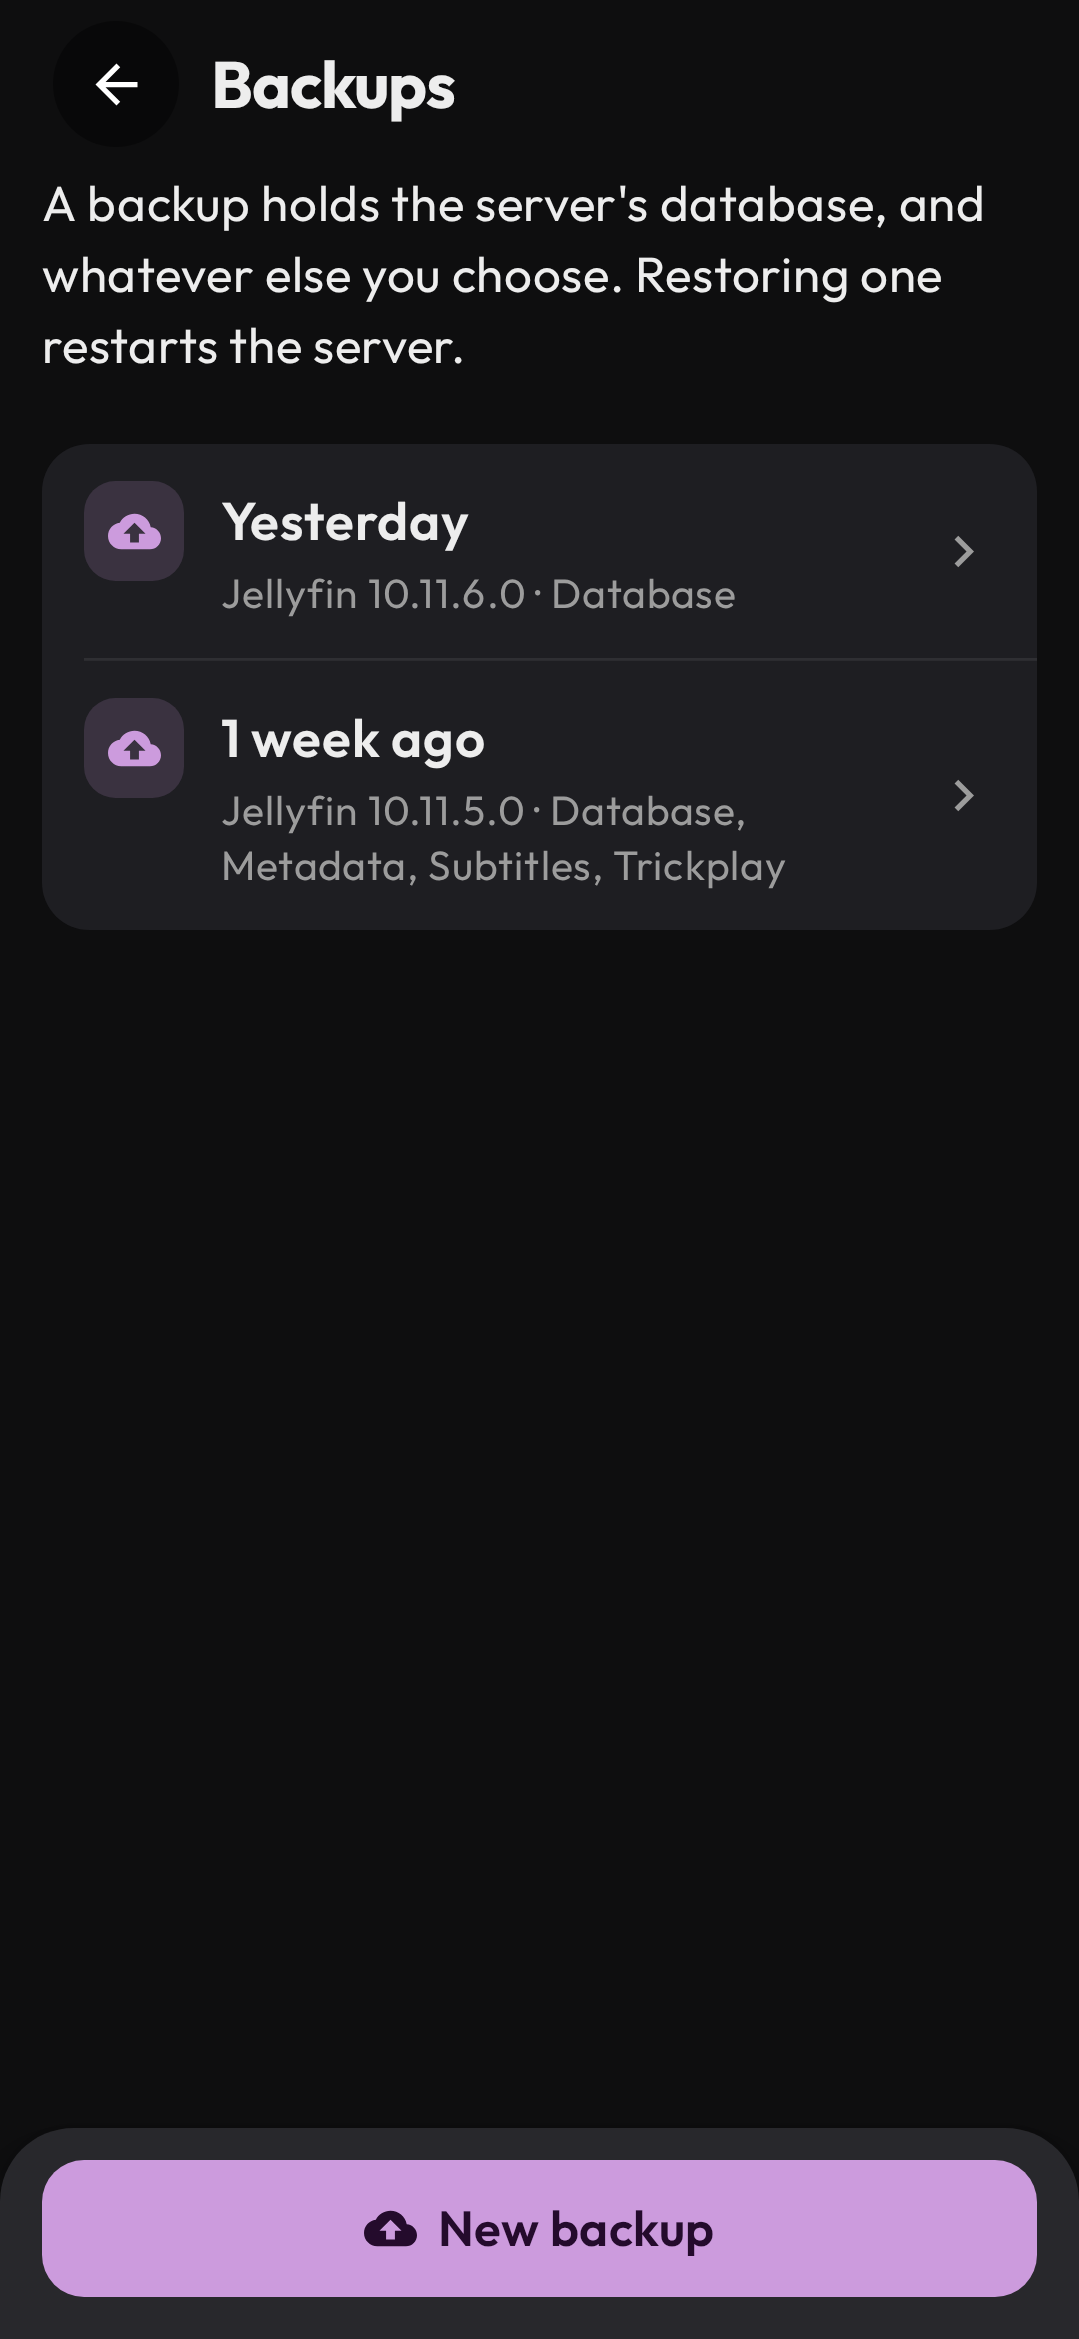 Backups
A backup holds the server's database, and
whatever else you choose. Restoring one
restarts the server.
Yesterday
Jellyfin 10.11.6.0 · Database
1 week ago
Jellyfin 10.11.5.0 · Database,
Metadata, Subtitles, Trickplay
New backup